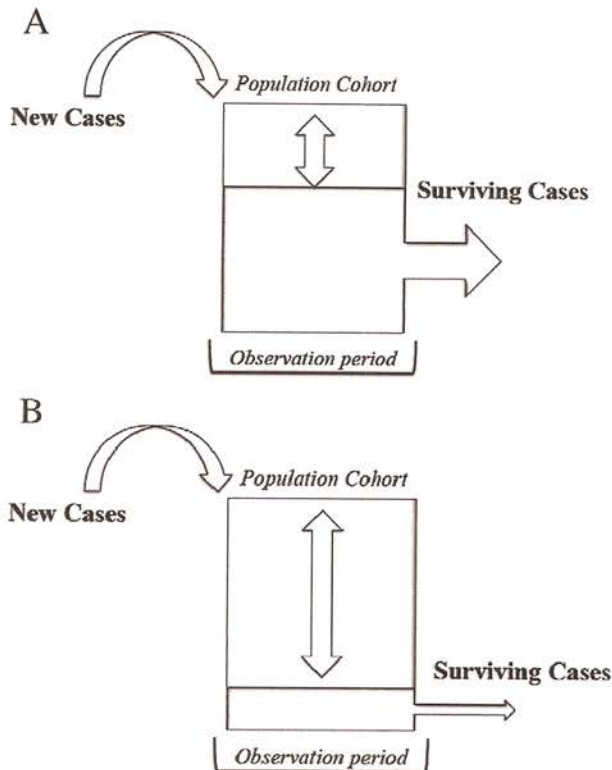 A
Population Cohort
New Cases
Surviving Cases
Observation period
B
Population Cohort
New Cases
Surviving Cases
Observation period